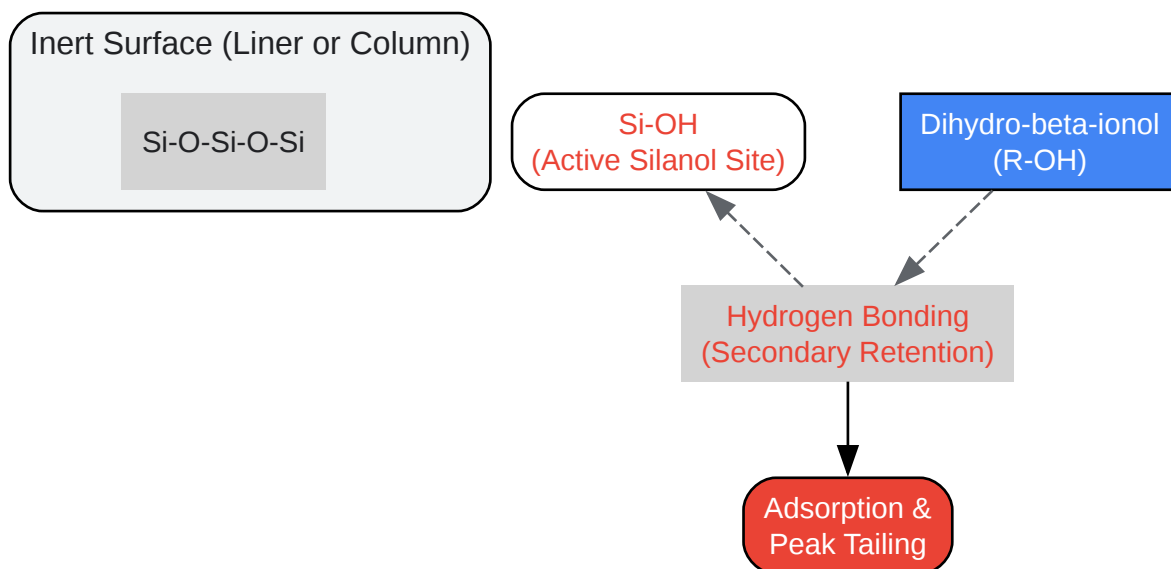 Inert Surface (Liner or Column)
Si-O-Si-O-Si
Si-OH
(Active Silanol Site)
Dihydro-beta-ionol
(R-OH)
Hydrogen Bonding
(Secondary Retention)
Adsorption &
Peak Tailing